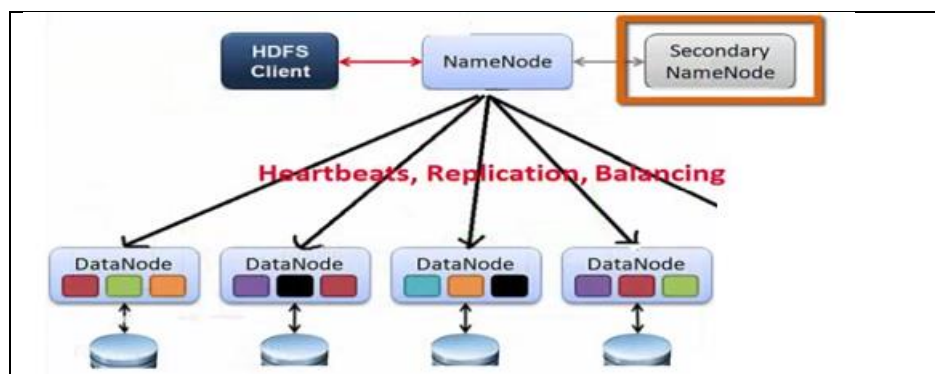 HDFS
Client
NameNode
Secondary
NameNode
Heartbeats, Replication, Balancing
DataNode
DataNode
DataNode
DataNode